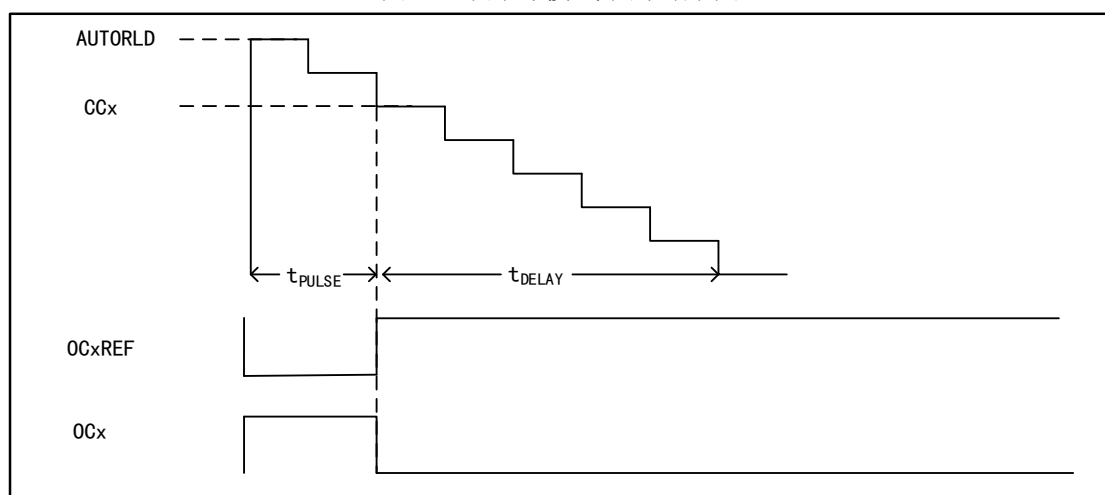 AUTORLD
CCx
tPULSE
tDELAY
OCxREF
OCx